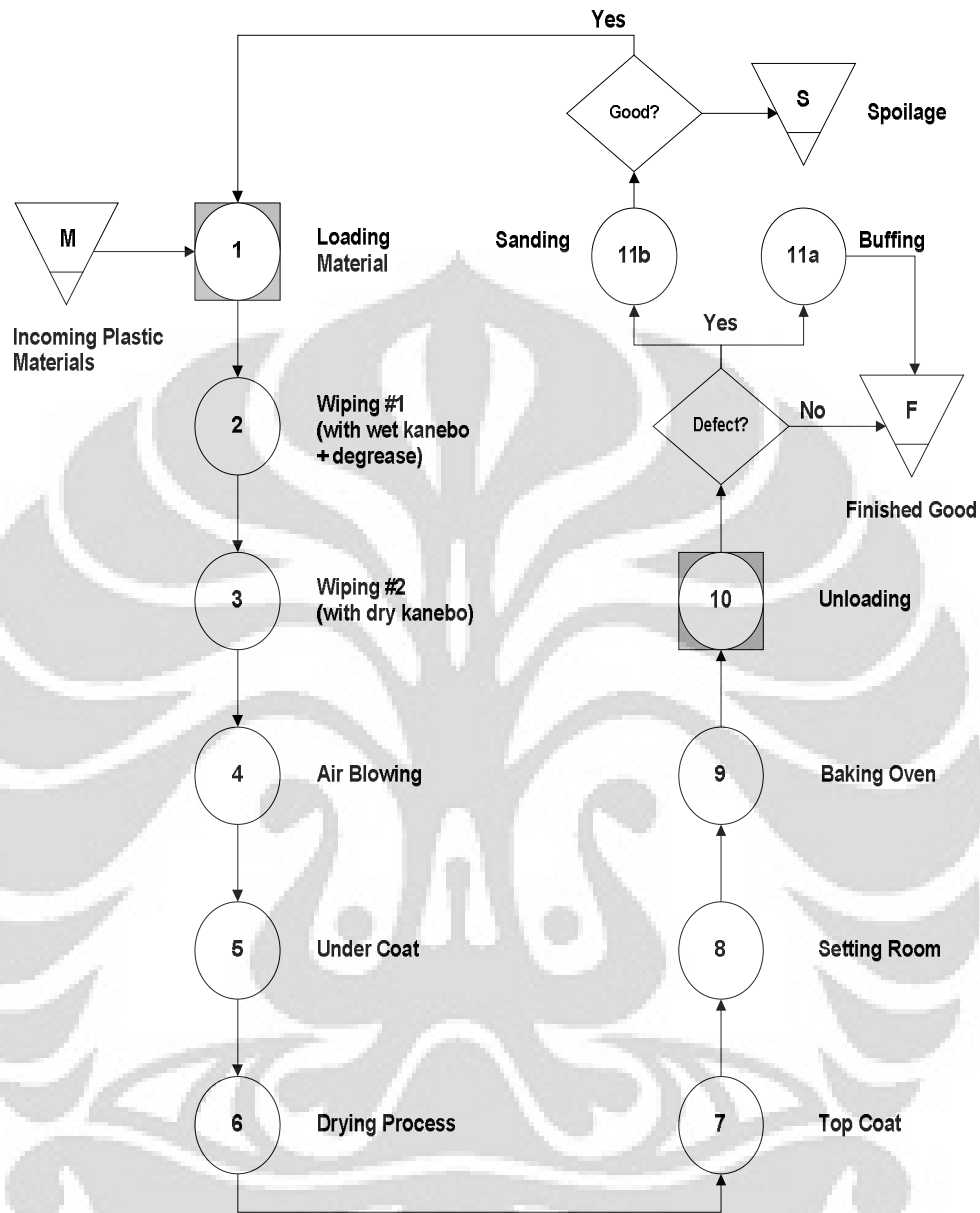 Yes
Good?
S
Spoilage
M
Incoming Plastic
Materials
1
Loading
Material
Sanding
11b
11a
Buffing
Yes
2
Wiping #1
(with wet kanebo
+ degrease)
Defect?
No
F
Finished Good
3
Wiping #2
(with dry kanebo)
10
Unloading
4
Air Blowing
9
Baking Oven
5
Under Coat
8
Setting Room
6
Drying Process
7
Top Coat